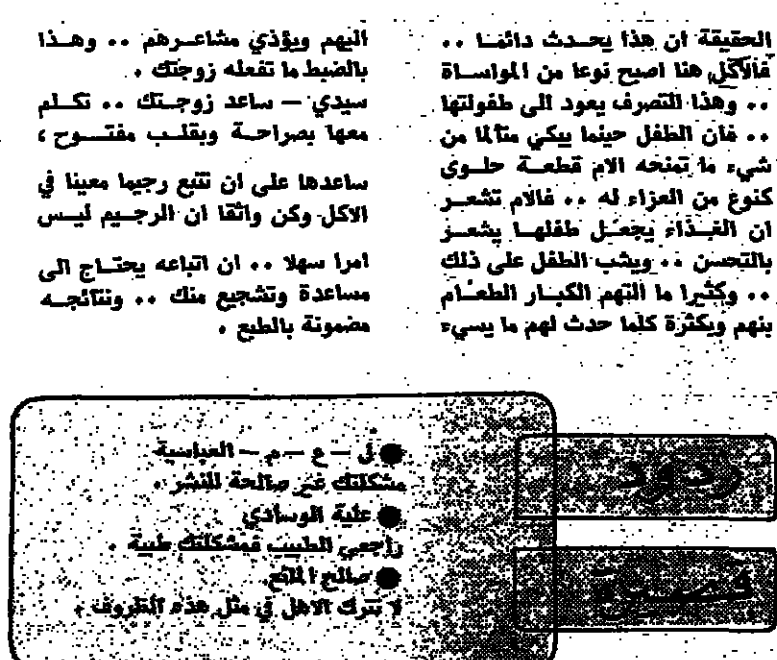 الحقيقة ان هذا يحدث دائما ..
فالأكل هنا اصبح نوعا من المواساة
.. وهذا التصرف يعود الى طفولتها
.. فان الطفل حينما يبكي متألما من
شيء ما تمنحه الام قطعة حلوى
كنوع من العزاء له .. فالام تشعر
ان الغذاء يجعل طفلها يشعر
بالتحسن .. ويشب الطفل على ذلك
.. وكثيرا ما التهم الكبار الطعام
بنهم وبكثرة كلما حدث لهم ما يسيء
اليهم ويؤذي مشاعرهم .. وهذا
بالضبط ما تفعله زوجتك .
سيدي – ساعد زوجتك .. تكلم
معها بصراحة وبقلب مفتوح ،
ساعدها على ان تتبع رجيما معينا في
الاكل وكن واثقا ان الرجيم ليس
امرا سهلا .. ان اتباعه يحتاج الى
مساعدة وتشجيع منك .. ونتائجه
مضمونة بالطبع .
ردود
قصيرة
● ل – ع – م – العباسية
مشكلتك غير صالحة للنشر .
● علية الوسادي
راجعي الطبيب فمشكلتك طبية .
● صالح المانع
لا تترك الاهل في مثل هذه الظروف .